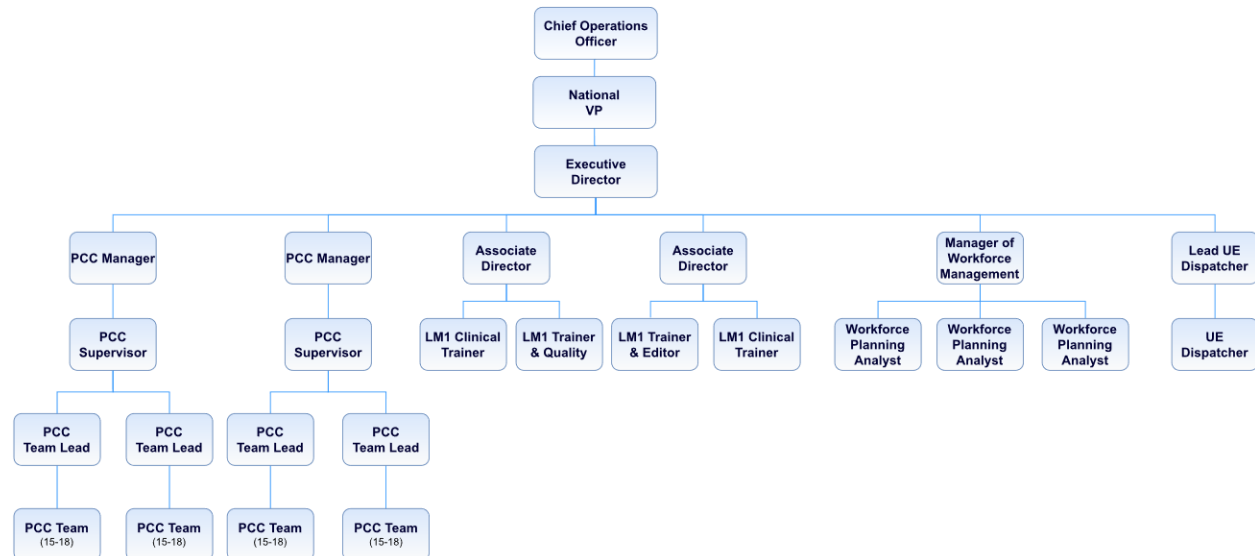 Chief Operations
Officer
National
VP
Executive
Director
PCC Manager
PCC Manager
Associate
Director
Associate
Director
Manager of
Workforce
Management
Lead UE
Dispatcher
PCC
Supervisor
PCC
Supervisor
LM1 Clinical
Trainer
LM1 Trainer
& Quality
LM1 Trainer
& Editor
LM1 Clinical
Trainer
Workforce
Planning
Analyst
Workforce
Planning
Analyst
Workforce
Planning
Analyst
UE
Dispatcher
PCC
Team Lead
PCC
Team Lead
PCC
Team Lead
PCC
Team Lead
PCC Team
(15-18)
PCC Team
(15-18)
PCC Team
(15-18)
PCC Team
(15-18)